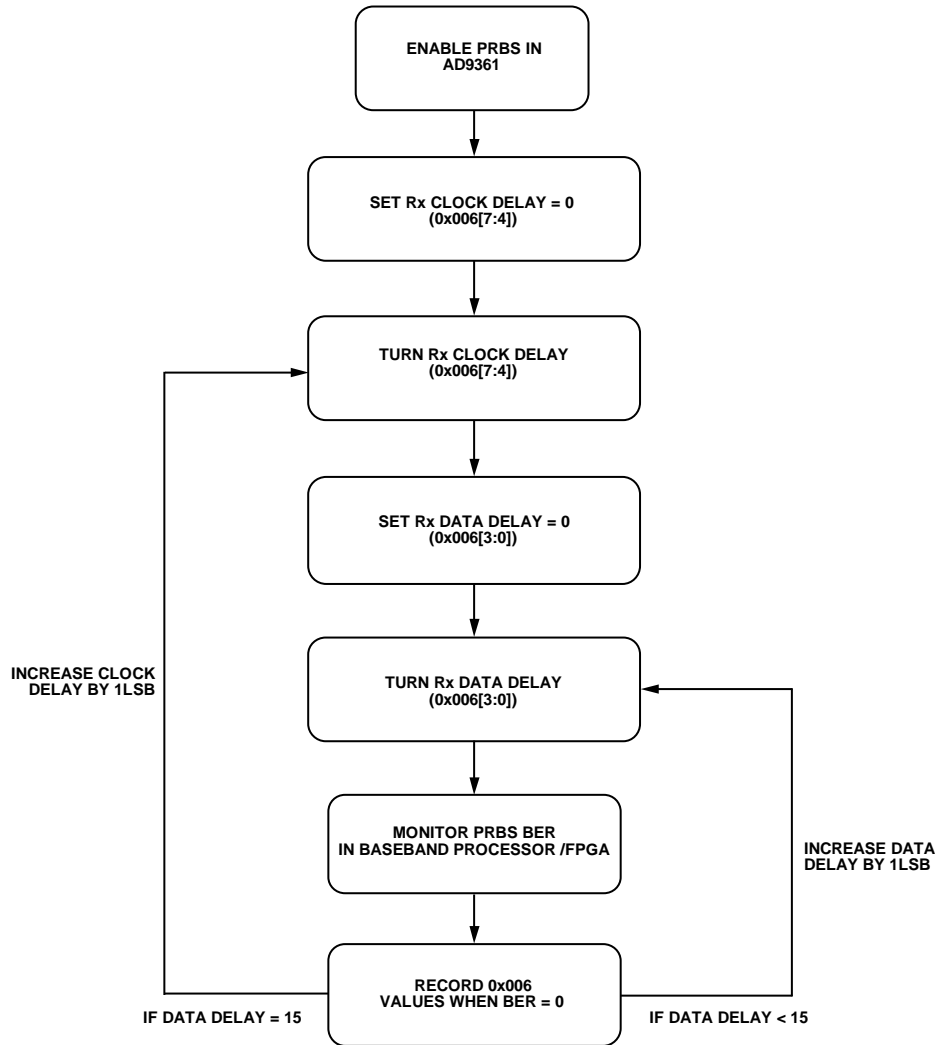 ENABLE PRBS IN
AD9361
SET Rx CLOCK DELAY = 0
(0x006[7:4])
TURN Rx CLOCK DELAY
(0x006[7:4])
SET Rx DATA DELAY = 0
(0x006[3:0])
INCREASE CLOCK
DELAY BY 1LSB
TURN Rx DATA DELAY
(0x006[3:0])
MONITOR PRBS BER
IN BASEBAND PROCESSOR /FPGA
INCREASE DATA
DELAY BY 1LSB
RECORD 0x006
VALUES WHEN BER = 0
IF DATA DELAY = 15
IF DATA DELAY < 15